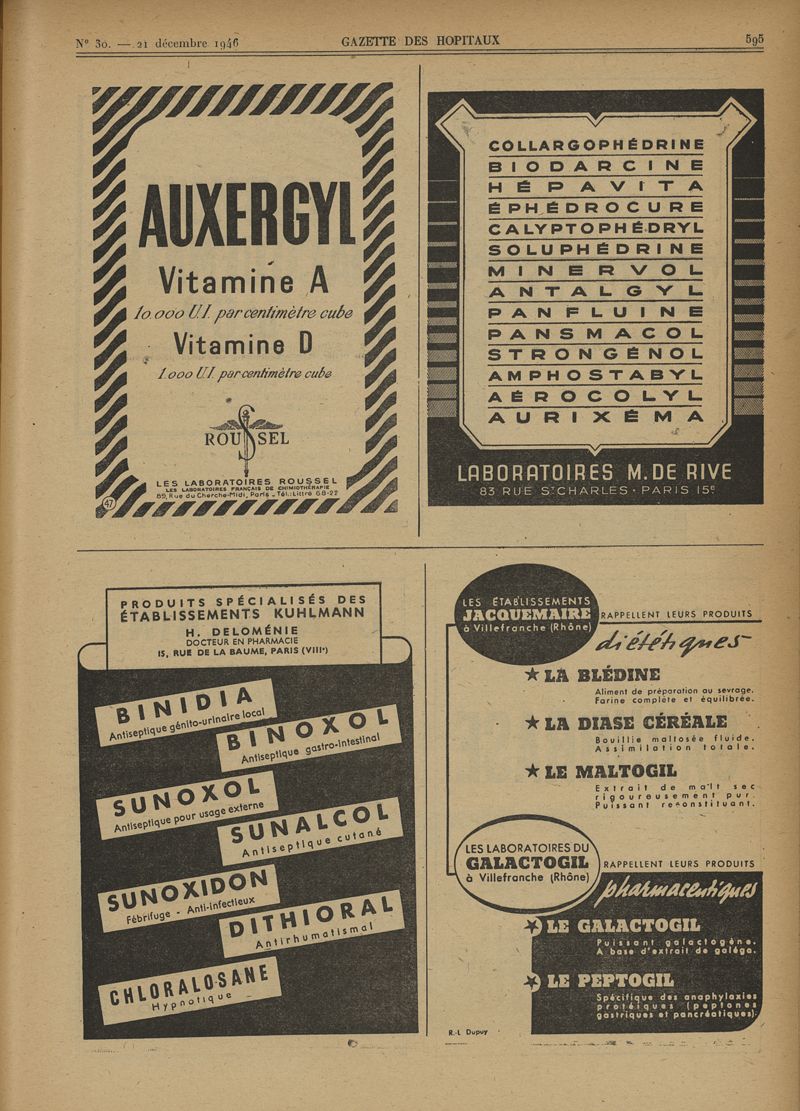 N° 30. — 21 décembre 1946
GAZETTE DES HOPITAUX
595
AUXERGYL
Vitamine A
10.000 U.I. par centimètre cube
Vitamine D
1.000 U.I. par centimètre cube
ROUSSEL
LES LABORATOIRES ROUSSEL
LES LABORATOIRES FRANÇAIS DE CHIMIOTHÉRAPIE
89, Rue du Cherche-Midi, Paris - Tél.: Littré 68-22
47
COLLARGOPHÉDRINE
BIODARCINE
HÉPAVITA
ÉPHÉDROCURE
CALYPTOPHÉDRYL
SOLUPHÉDRINE
MINERVOL
ANTALGYL
PANFLUINE
PANSMACOL
STRONGÉNOL
AMPHOSTABYL
AÉROCOLYL
AURIXÉMA
LABORATOIRES M. DE RIVE
83 RUE ST CHARLES · PARIS 15e
PRODUITS SPÉCIALISÉS DES
ÉTABLISSEMENTS KUHLMANN
H. DELOMÉNIE
DOCTEUR EN PHARMACIE
15, RUE DE LA BAUME, PARIS (VIIIe)
BINIDIA
Antiseptique génito-urinaire local
BINOXOL
Antiseptique gastro-intestinal
SUNOXOL
Antiseptique pour usage externe
SUNALCOL
Antiseptique cutané
SUNOXIDON
Fébrifuge - Anti-infectieux
DITHIORAL
Antirhumatismal
CHLORALOSANE
Hypnotique
LES ÉTABLISSEMENTS
JACQUEMAIRE
à Villefranche (Rhône)
RAPPELLENT LEURS PRODUITS
diététiques
★ LA BLÉDINE
Aliment de préparation au sevrage.
Farine complète et équilibrée.
★ LA DIASE CÉRÉALE
Bouillie maltosée fluide.
Assimilation totale.
★ LE MALTOGIL
Extrait de malt sec
rigoureusement pur.
Puissant reconstituant.
LES LABORATOIRES DU
GALACTOGIL
à Villefranche (Rhône)
RAPPELLENT LEURS PRODUITS
pharmaceutiques
★ LE GALACTOGIL
Puissant galactogène.
A base d'extrait de galéga.
★ LE PEPTOGIL
Spécifique des anaphylaxies
protéiques (peptones
gastriques et pancréatiques).
R.-L. Dupuy